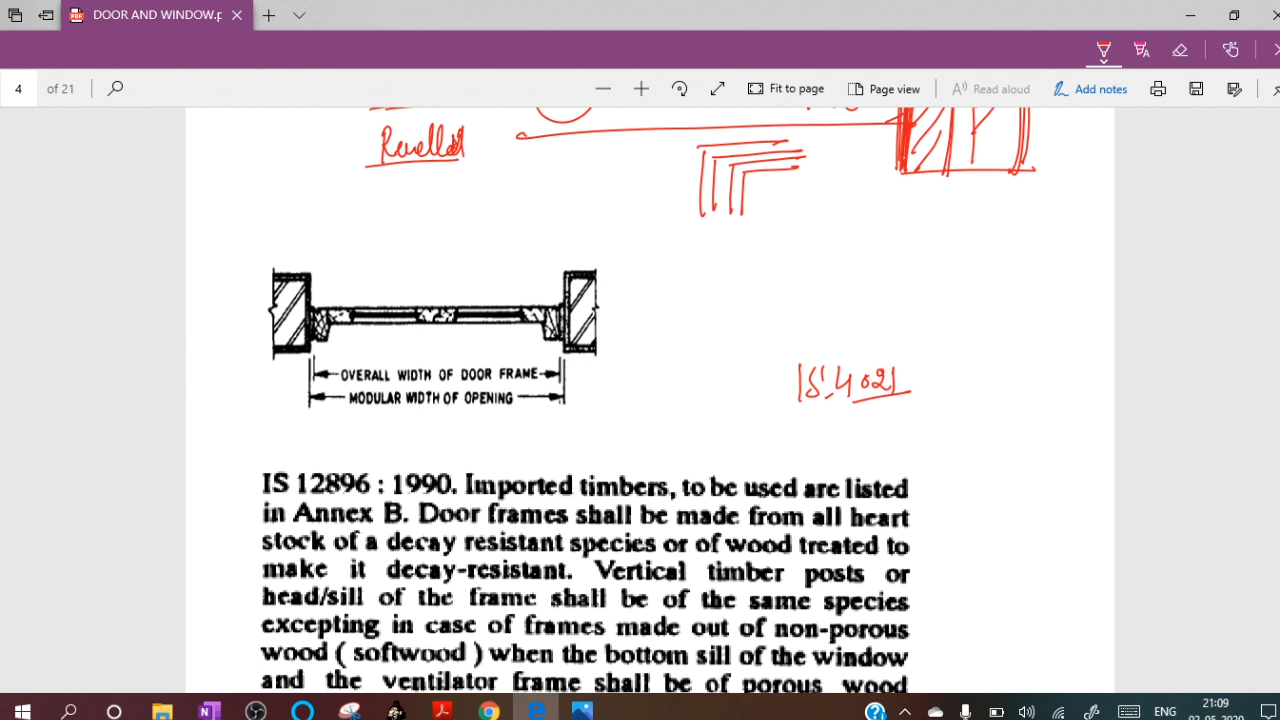 DOOR AND WINDOW.p
4 of 21
Fit to page
Page view
Read aloud
Add notes
IS'.4021
OVERALL WIDTH OF DOOR FRAME
MODULAR WIDTH OF OPENING
IS 12896 : 1990. Imported timbers, to be used are listed
in Annex B. Door frames shall be made from all heart
stock of a decay resistant species or of wood treated to
make it decay-resistant. Vertical timber posts or
head/sill of the frame shall be of the same species
excepting in case of frames made out of non-porous
wood ( softwood ) when the bottom sill of the window
and the ventilator frame shall be of porous wood
ENG
21:09
02-05-2020